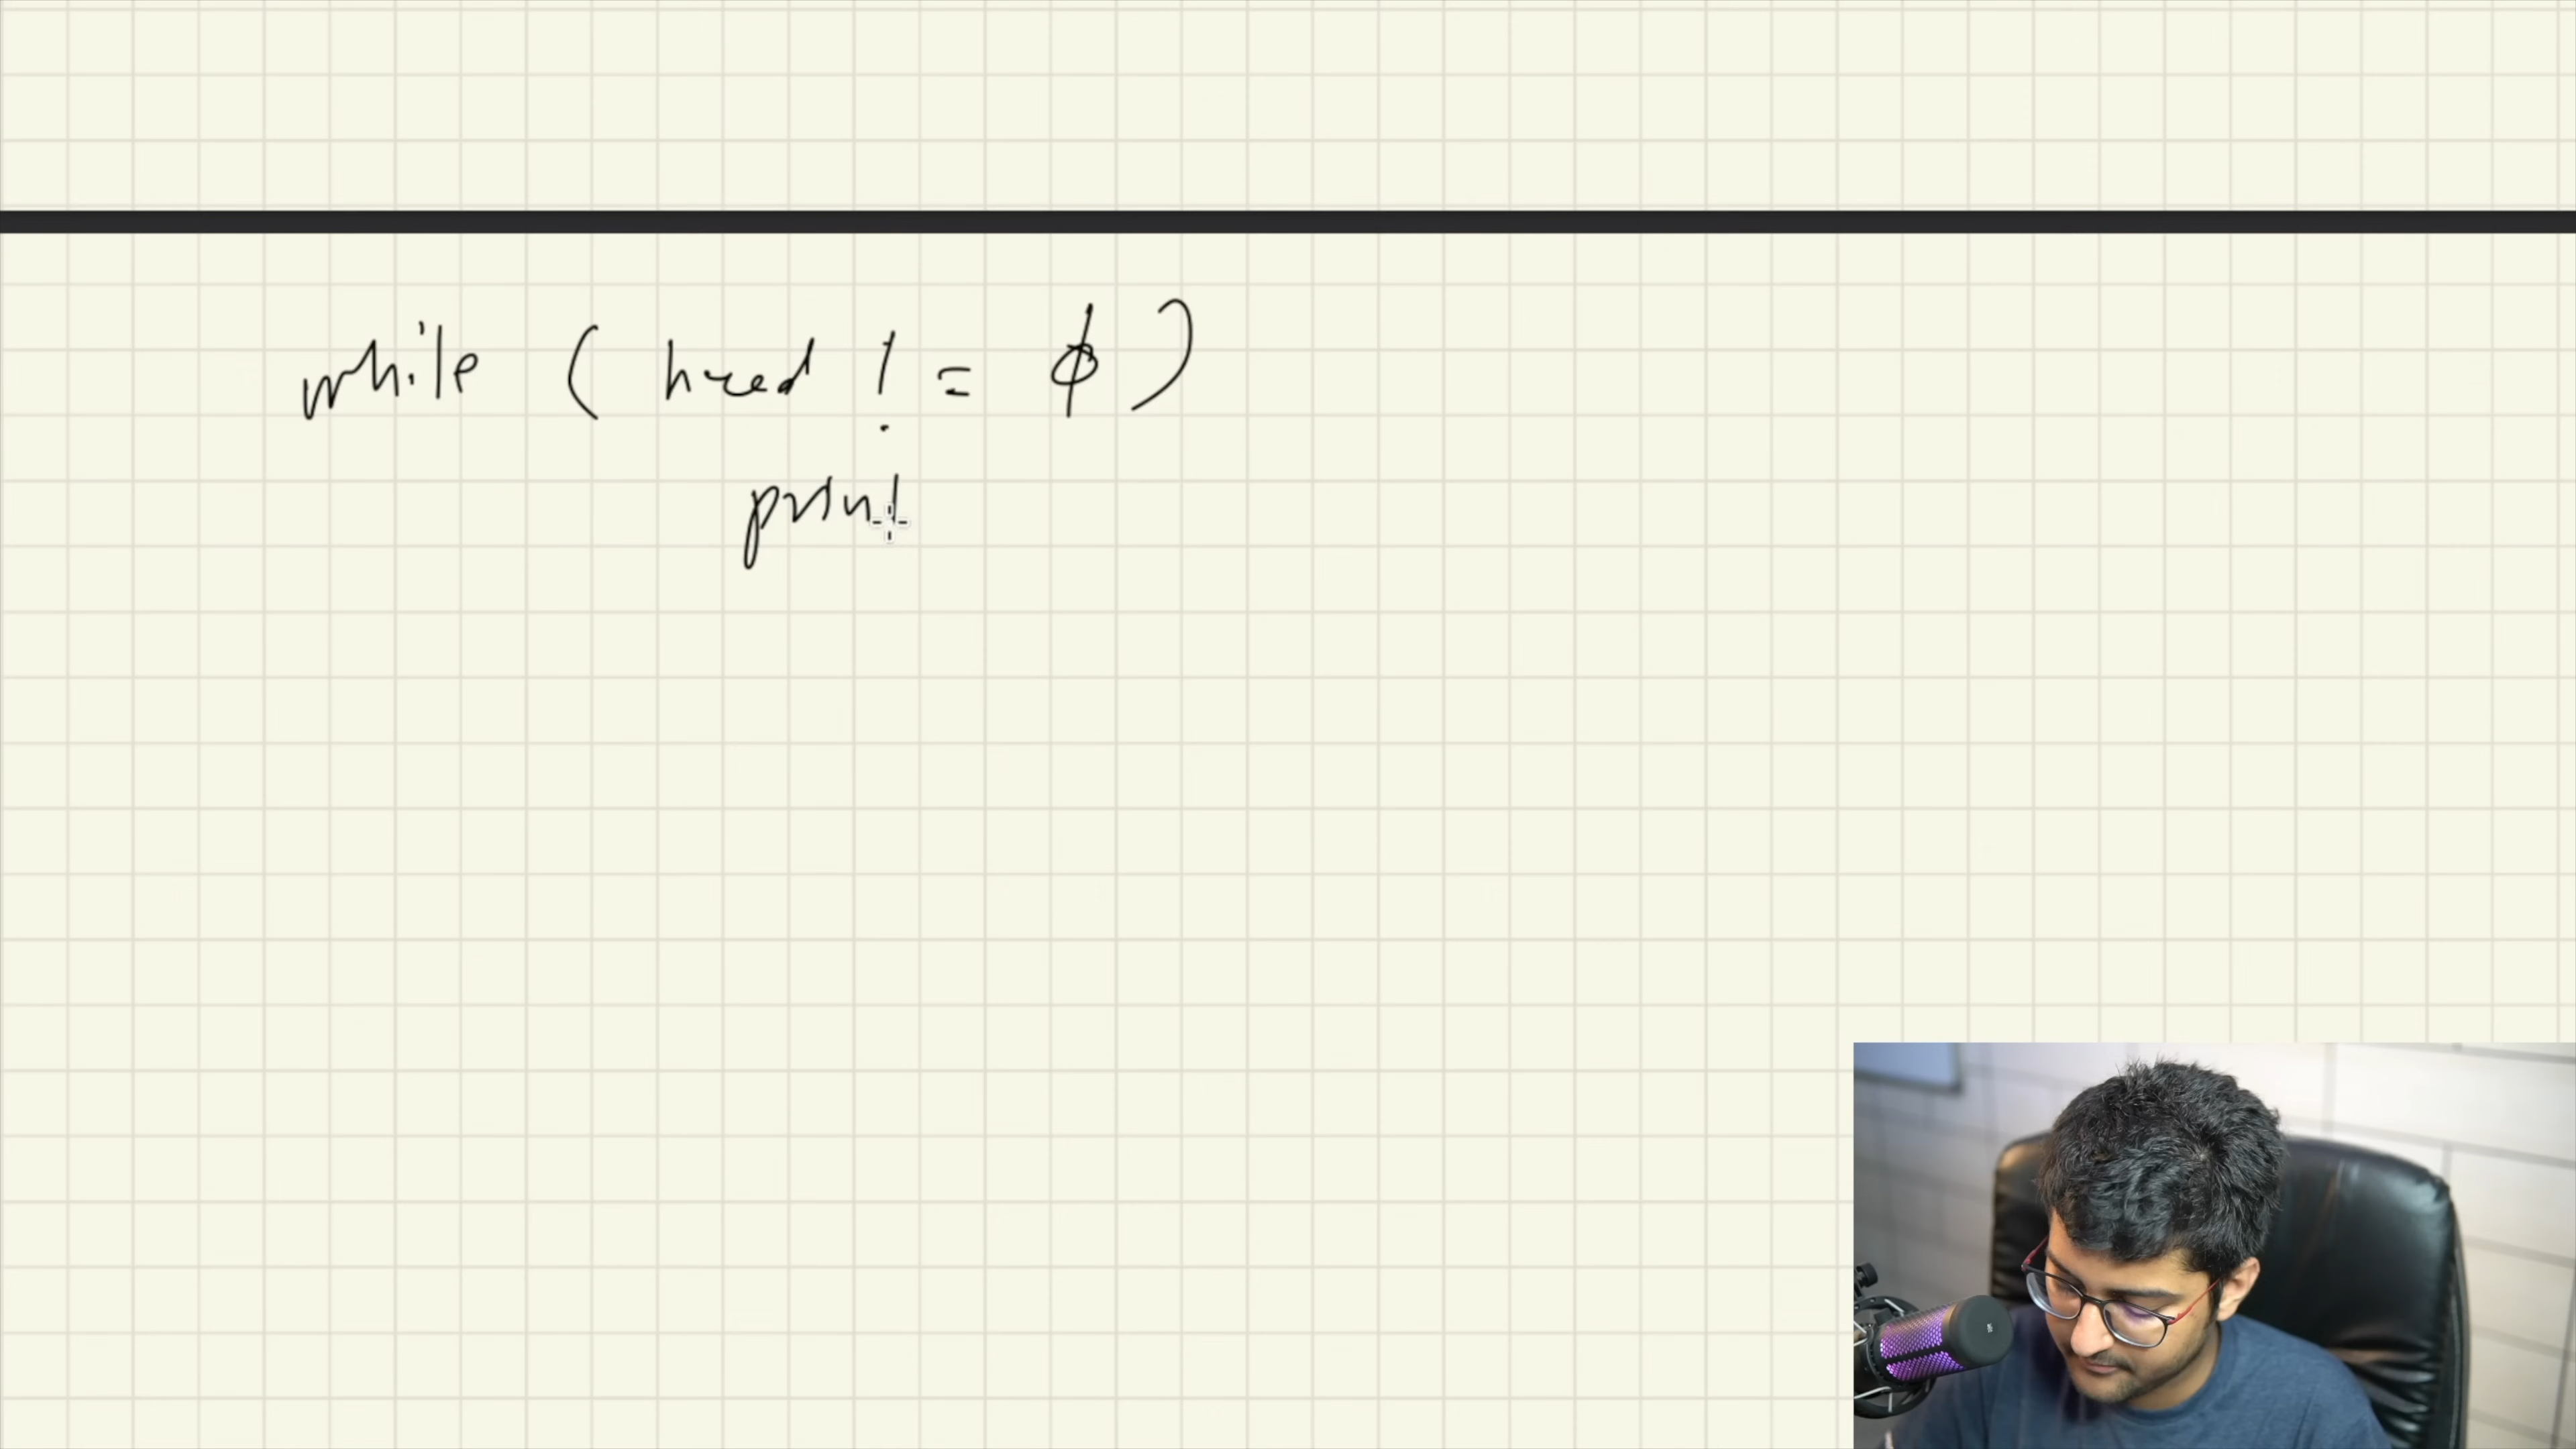 while ( head != ϕ )
print